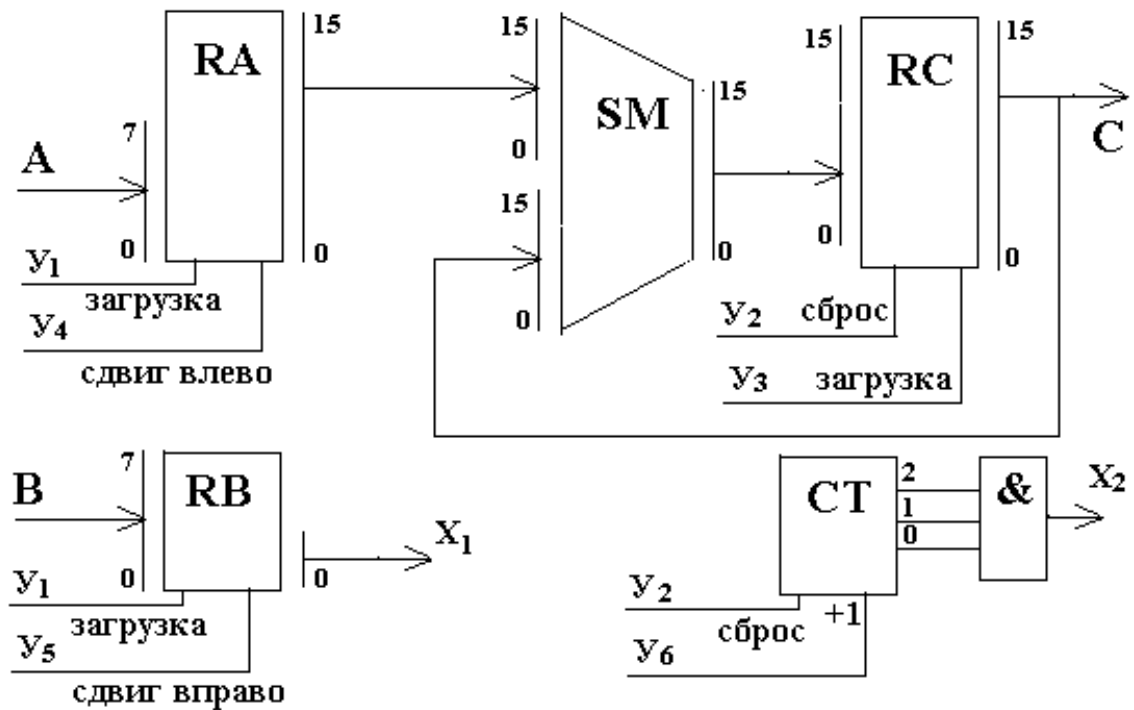 RA
15
7
A
0
0
У1
загрузка
У4
сдвиг влево
15
0
15
0
SM
15
0
15
0
RC
15
C
0
У2 сброс
У3 загрузка
7
B
RB
0
0
X1
У1
загрузка
У5
сдвиг вправо
CT
2
1
0
&
X2
У2
сброс
+1
У6